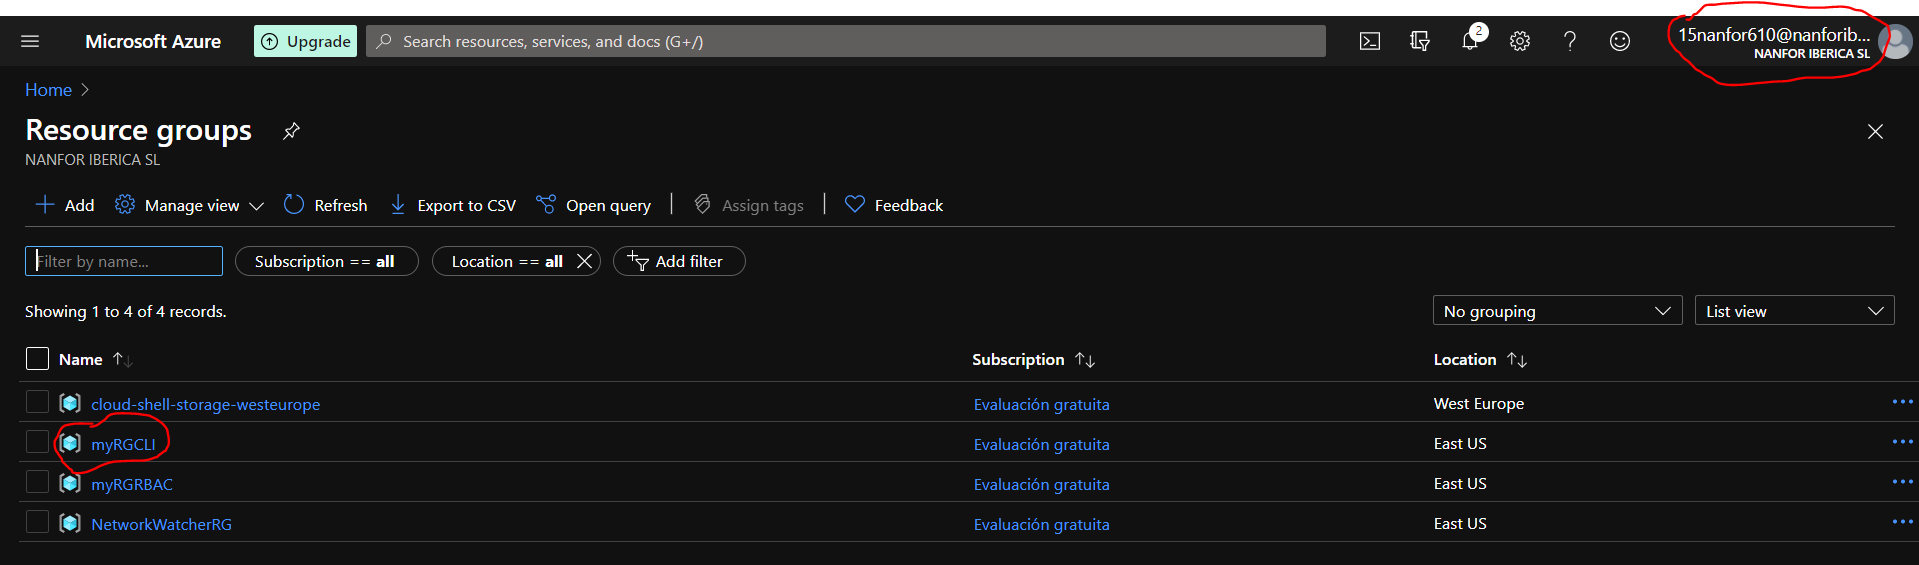 Microsoft Azure Upgrade Search resources, services, and docs (G+/) 2 15nanfor610@nanforib...
NANFOR IBERICA SL
Home >
Resource groups
NANFOR IBERICA SL
Add Manage view Refresh Export to CSV Open query Assign tags Feedback
Filter by name... Subscription == all Location == all Add filter
Showing 1 to 4 of 4 records. No grouping List view
Name Subscription Location
cloud-shell-storage-westeurope Evaluación gratuita West Europe
myRGCLI Evaluación gratuita East US
myRGRBAC Evaluación gratuita East US
NetworkWatcherRG Evaluación gratuita East US